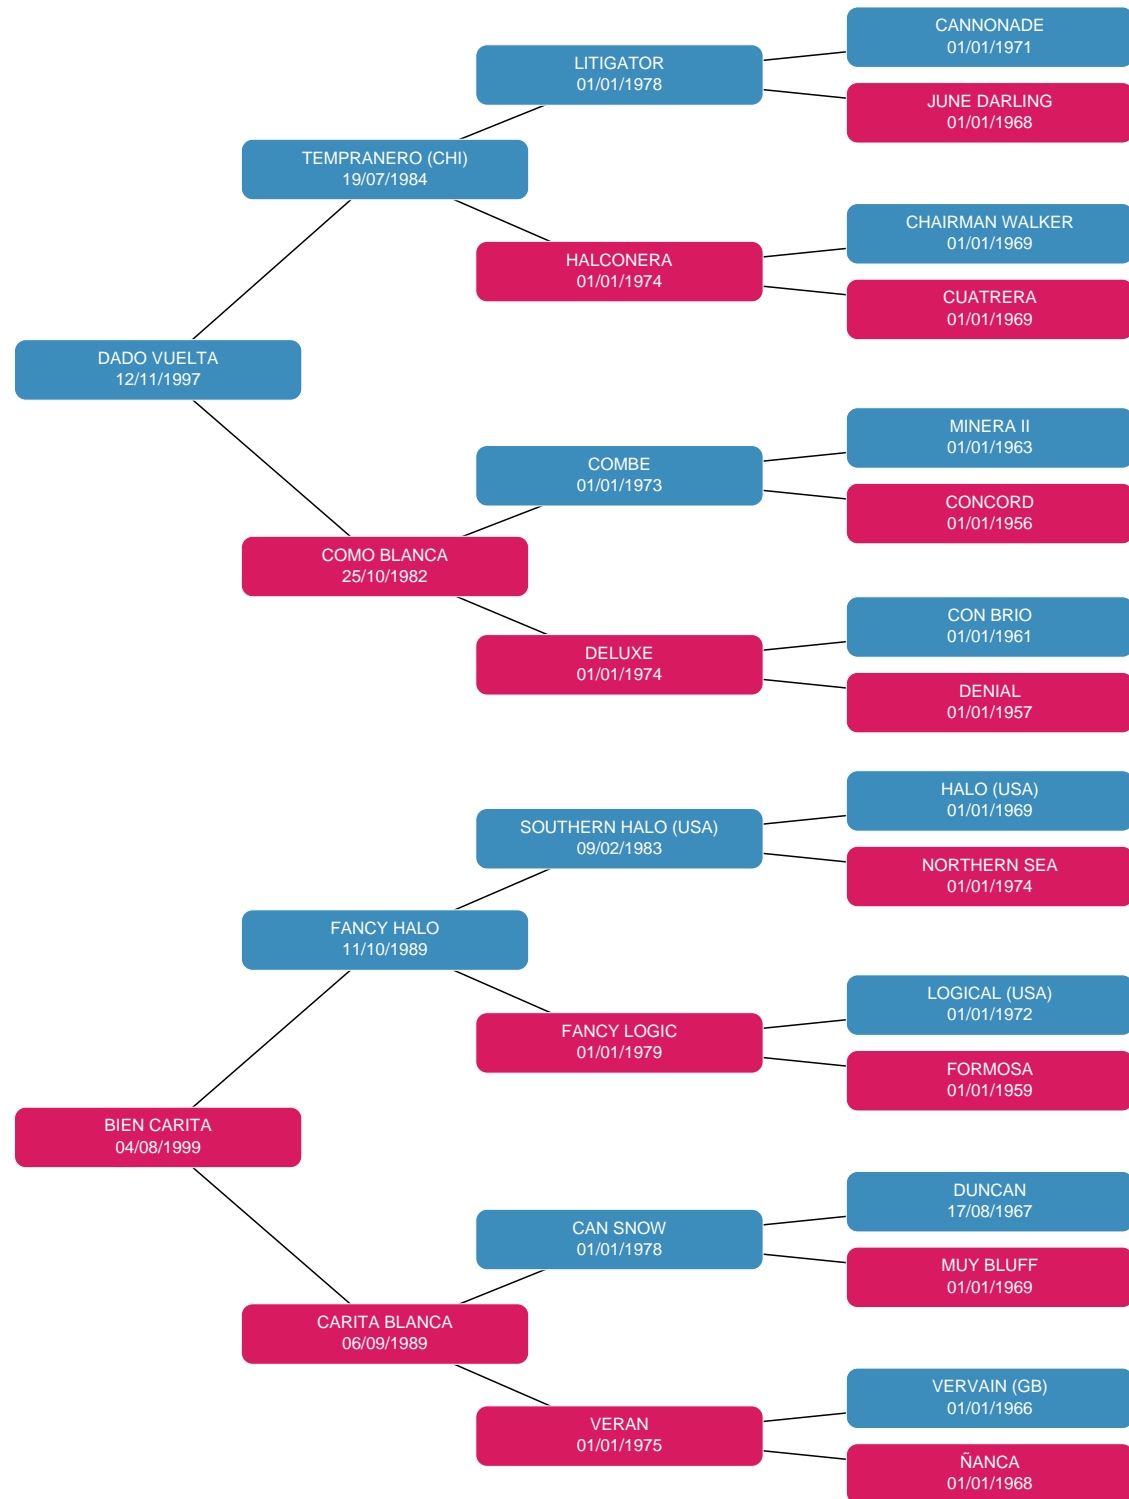 CANNONADE
01/01/1971
LITIGATOR
01/01/1978
JUNE DARLING
01/01/1968
TEMPRANERO (CHI)
19/07/1984
CHAIRMAN WALKER
01/01/1969
HALCONERA
01/01/1974
CUATRERA
01/01/1969
DADO VUELTA
12/11/1997
MINERA II
01/01/1963
COMBE
01/01/1973
CONCORD
01/01/1956
COMO BLANCA
25/10/1982
CON BRIO
01/01/1961
DELUXE
01/01/1974
DENIAL
01/01/1957
HALO (USA)
01/01/1969
SOUTHERN HALO (USA)
09/02/1983
NORTHERN SEA
01/01/1974
FANCY HALO
11/10/1989
LOGICAL (USA)
01/01/1972
FANCY LOGIC
01/01/1979
FORMOSA
01/01/1959
BIEN CARITA
04/08/1999
DUNCAN
17/08/1967
CAN SNOW
01/01/1978
MUY BLUFF
01/01/1969
CARITA BLANCA
06/09/1989
VERVAIN (GB)
01/01/1966
VERAN
01/01/1975
ÑANCA
01/01/1968